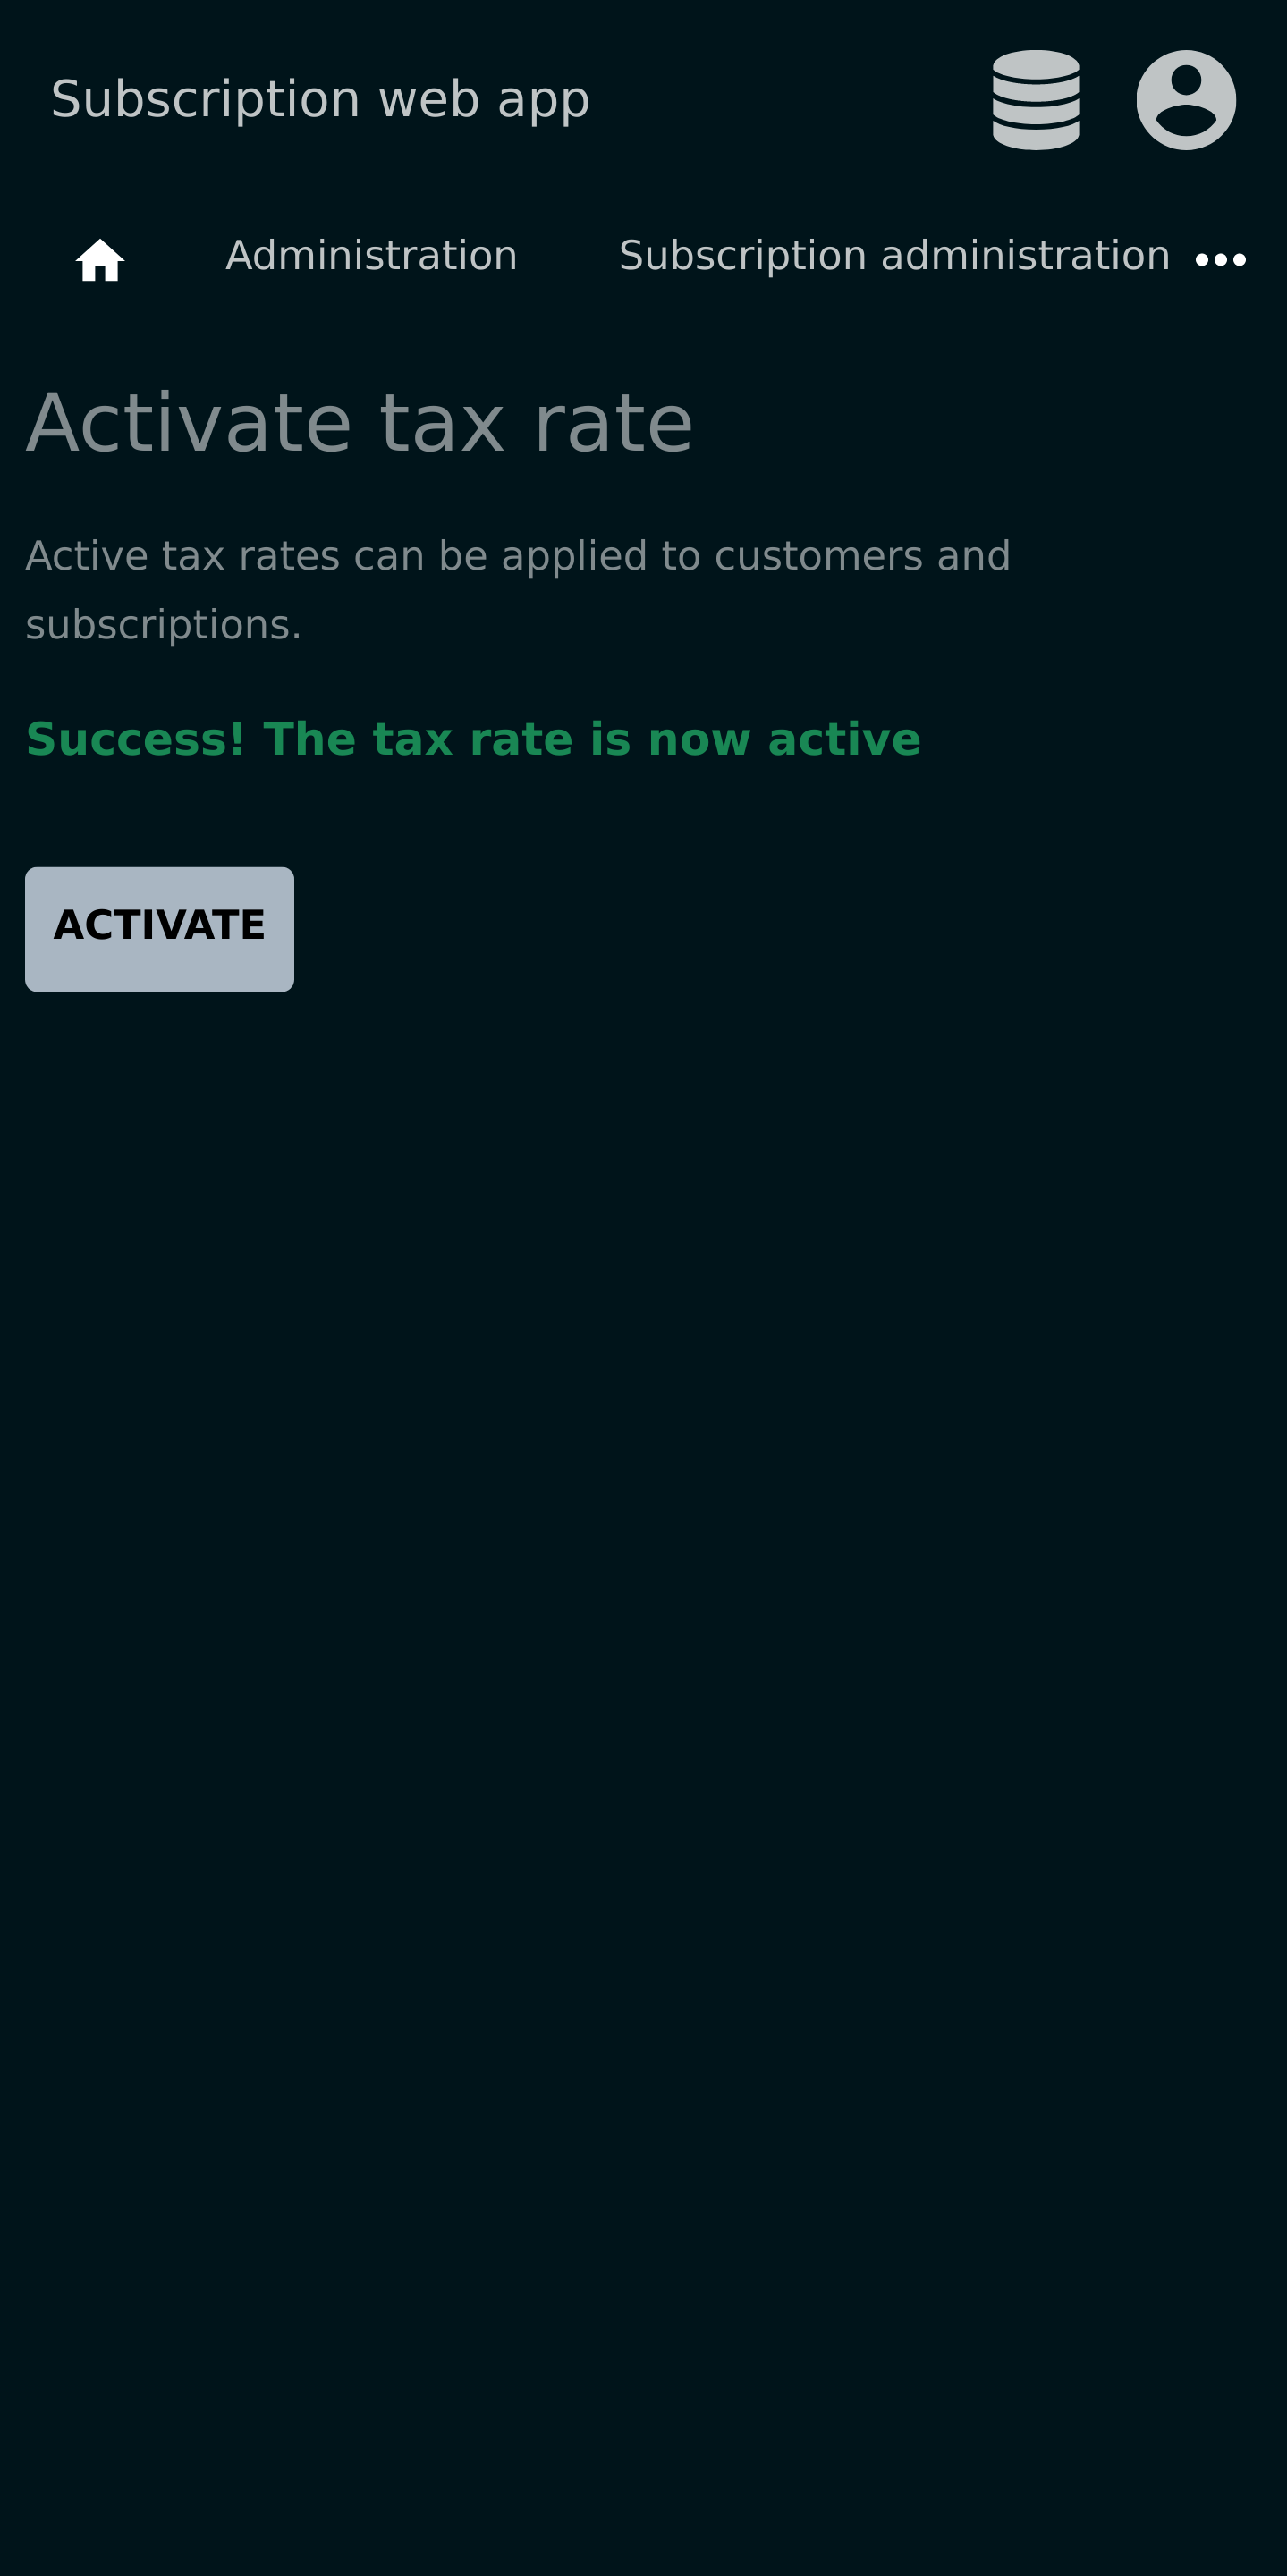 Subscription web app
Administration Subscription administration
Activate tax rate
Active tax rates can be applied to customers and
subscriptions.
Success! The tax rate is now active
ACTIVATE